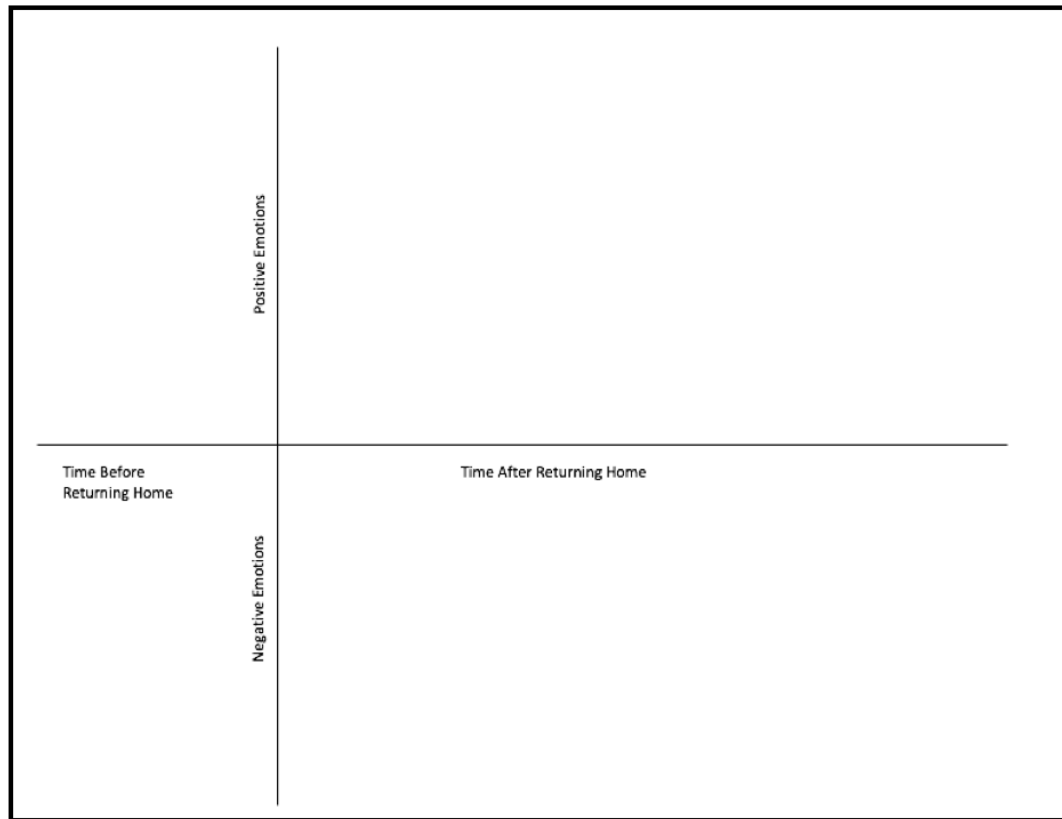 Positive Emotions
Time Before
Returning Home
Time After Returning Home
Negative Emotions